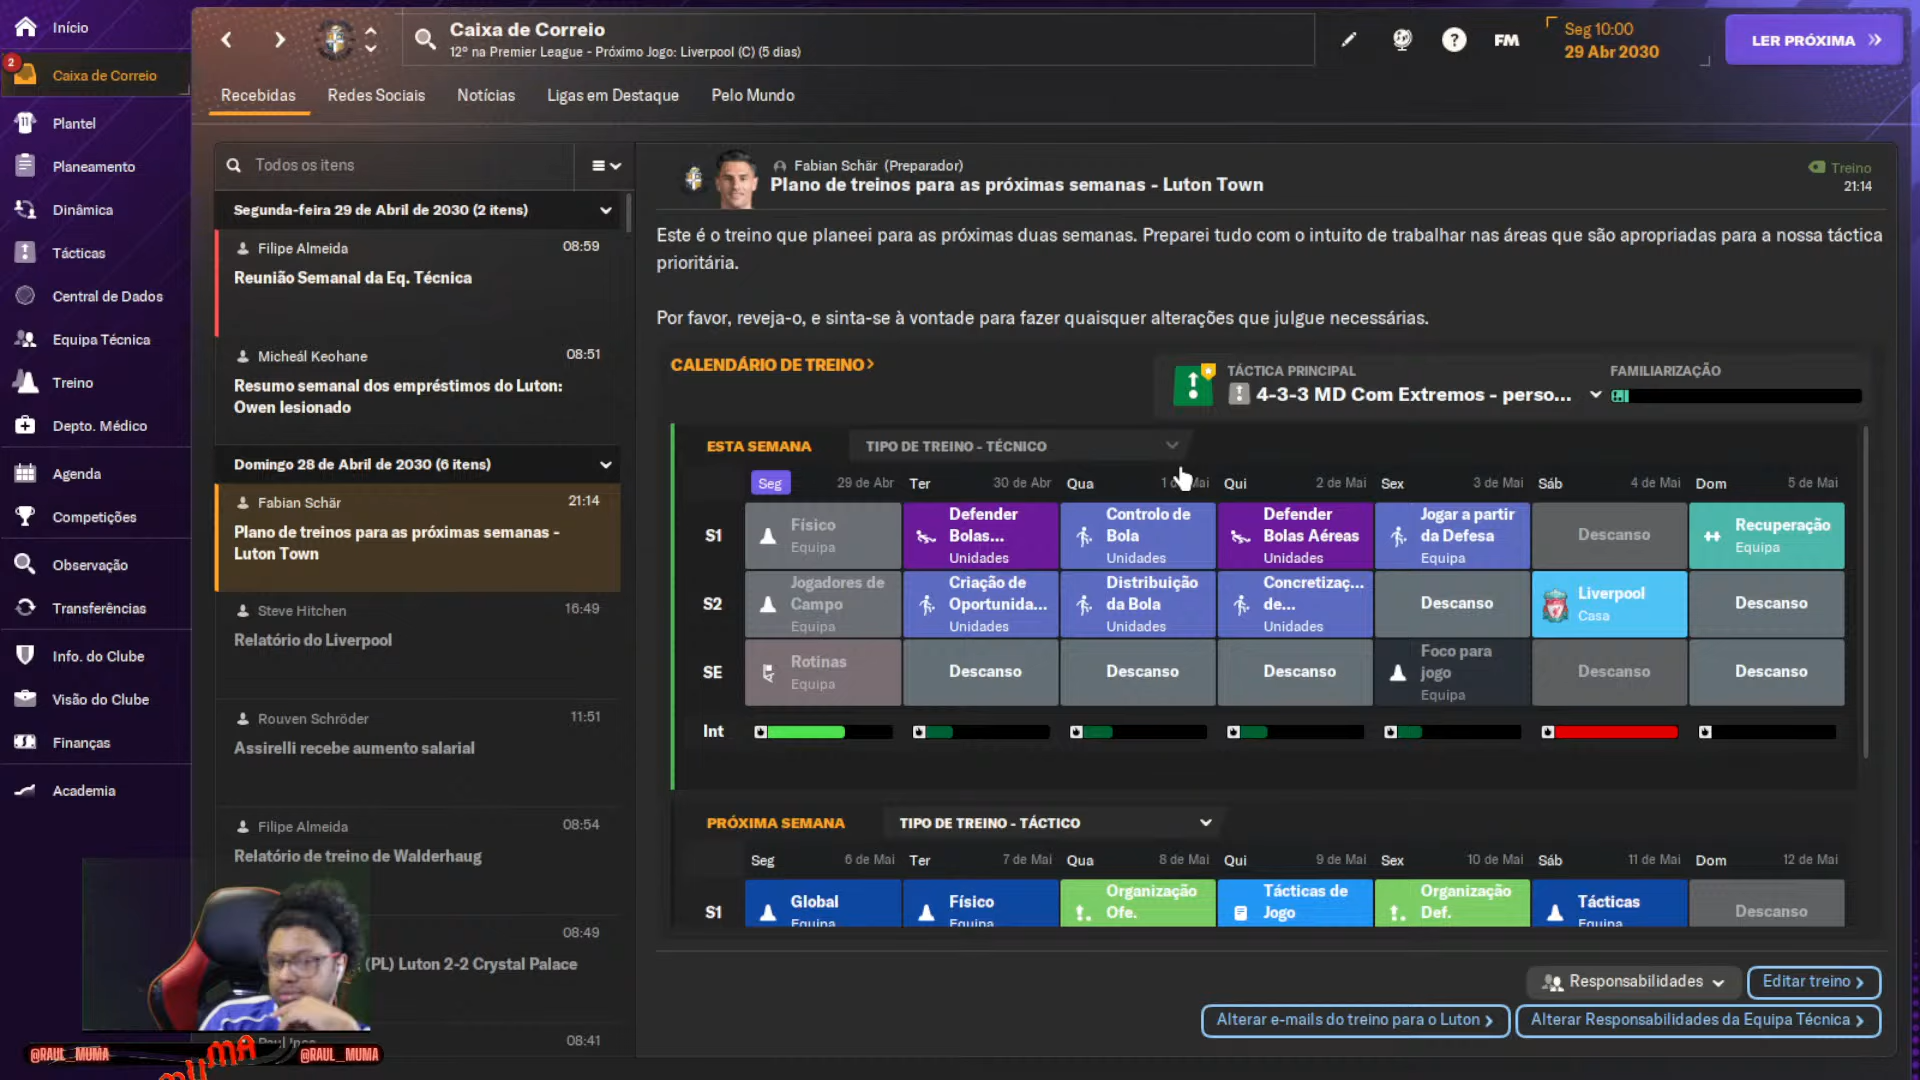 Início
Caixa de Correio
12º na Premier League - Próximo Jogo: Liverpool (C) (5 dias)
FM
Seg 10:00
29 Abr 2030
LER PRÓXIMA
2
Caixa de Correio
Recebidas
Redes Sociais
Notícias
Ligas em Destaque
Pelo Mundo
Plantel
Planeamento
Dinâmica
Tácticas
Central de Dados
Equipa Técnica
Treino
Depto. Médico
Agenda
Competições
Observação
Transferências
Info. do Clube
Visão do Clube
Finanças
Academia
Todos os itens
Segunda-feira 29 de Abril de 2030 (2 itens)
Filipe Almeida 08:59
Reunião Semanal da Eq. Técnica
Micheál Keohane 08:51
Resumo semanal dos empréstimos do Luton:
Owen lesionado
Domingo 28 de Abril de 2030 (6 itens)
Fabian Schär 21:14
Plano de treinos para as próximas semanas -
Luton Town
Steve Hitchen 16:49
Relatório do Liverpool
Rouven Schröder 11:51
Assirelli recebe aumento salarial
Filipe Almeida 08:54
Relatório de treino de Walderhaug
08:49
(PL) Luton 2-2 Crystal Palace
08:41
Fabian Schär (Preparador)
Plano de treinos para as próximas semanas - Luton Town
Treino
21:14
Este é o treino que planeei para as próximas duas semanas. Preparei tudo com o intuito de trabalhar nas áreas que são apropriadas para a nossa táctica
prioritária.
Por favor, reveja-o, e sinta-se à vontade para fazer quaisquer alterações que julgue necessárias.
CALENDÁRIO DE TREINO
TÁCTICA PRINCIPAL
4-3-3 MD Com Extremos - perso...
FAMILIARIZAÇÃO
ESTA SEMANA
TIPO DE TREINO - TÉCNICO
Seg 29 de Abr Ter 30 de Abr Qua Qui 2 de Mai Sex 3 de Mai Sáb 4 de Mai Dom 5 de Mai
S1
Físico
Equipa
Defender
Bolas...
Unidades
Controlo de
Bola
Unidades
Defender
Bolas Aéreas
Unidades
Jogar a partir
da Defesa
Equipa
Descanso
Recuperação
Equipa
S2
Jogadores de
Campo
Equipa
Criação de
Oportunida...
Unidades
Distribuição
da Bola
Unidades
Concretizaç...
de...
Unidades
Descanso
Liverpool
Casa
Descanso
SE
Rotinas
Equipa
Descanso
Descanso
Descanso
Foco para
jogo
Equipa
Descanso
Descanso
Int
PRÓXIMA SEMANA
TIPO DE TREINO - TÁCTICO
Seg 6 de Mai Ter 7 de Mai Qua 8 de Mai Qui 9 de Mai Sex 10 de Mai Sáb 11 de Mai Dom 12 de Mai
S1
Global
Equipa
Físico
Equipa
Organização
Ofe.
Tácticas de
Jogo
Organização
Def.
Tácticas
Equipa
Descanso
Responsabilidades
Editar treino
Alterar e-mails do treino para o Luton
Alterar Responsabilidades da Equipa Técnica
@RAUL_MUMA
MUMA
@RAUL_MUMA